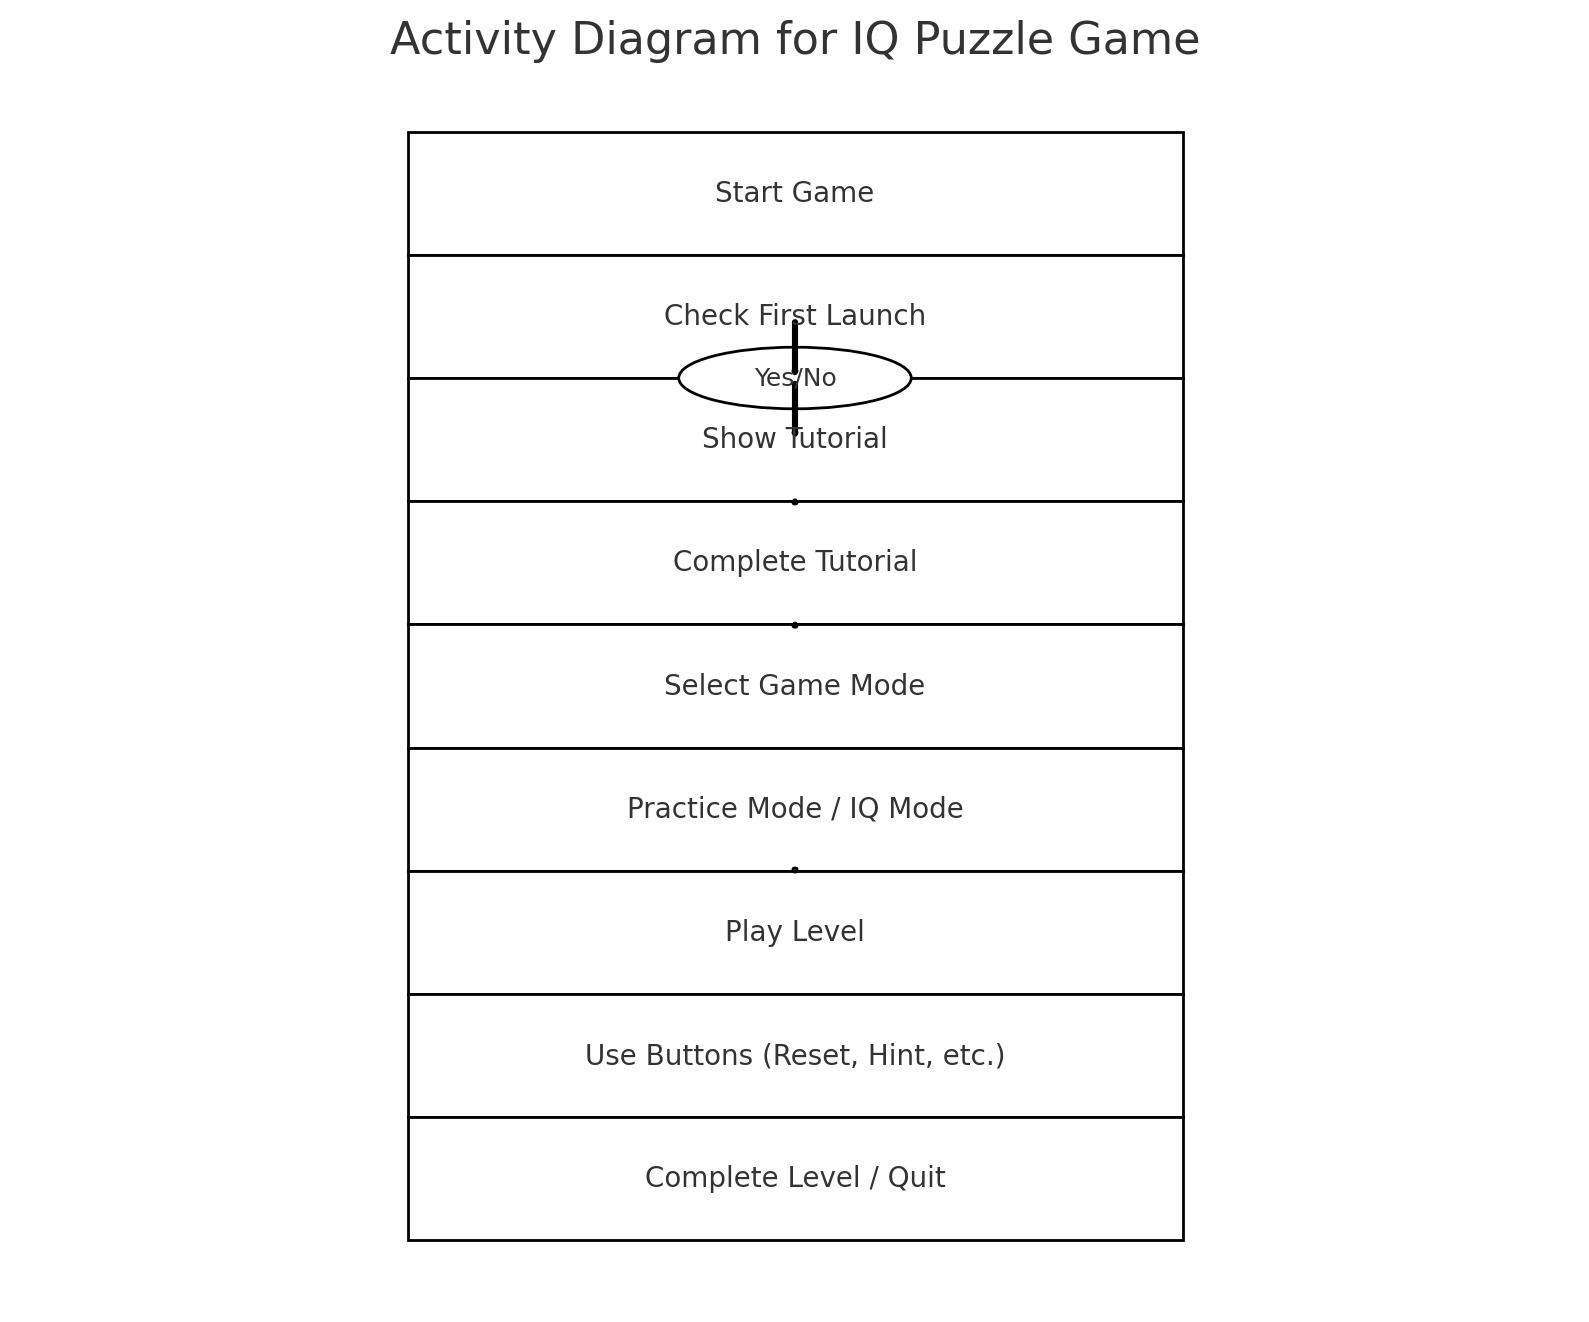 Activity Diagram for IQ Puzzle Game
Start Game
Check First Launch
Yes/No
Show Tutorial
Complete Tutorial
Select Game Mode
Practice Mode / IQ Mode
Play Level
Use Buttons (Reset, Hint, etc.)
Complete Level / Quit